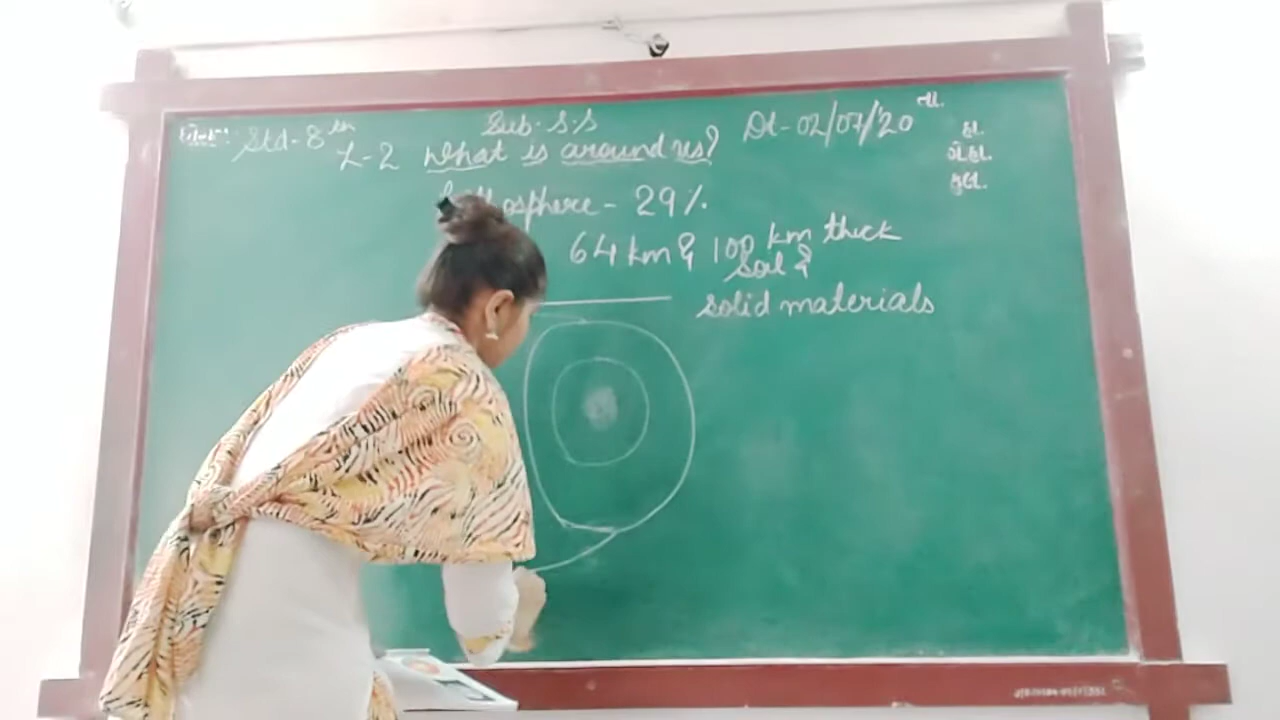 Std-8th
Sub. S.S
Dt-02/07/'20
તા.
L-2 What is around us?
હા.
ગે.હા.
કુલ.
- 29%.
64 km & 100 km thick
Soil &
solid materials